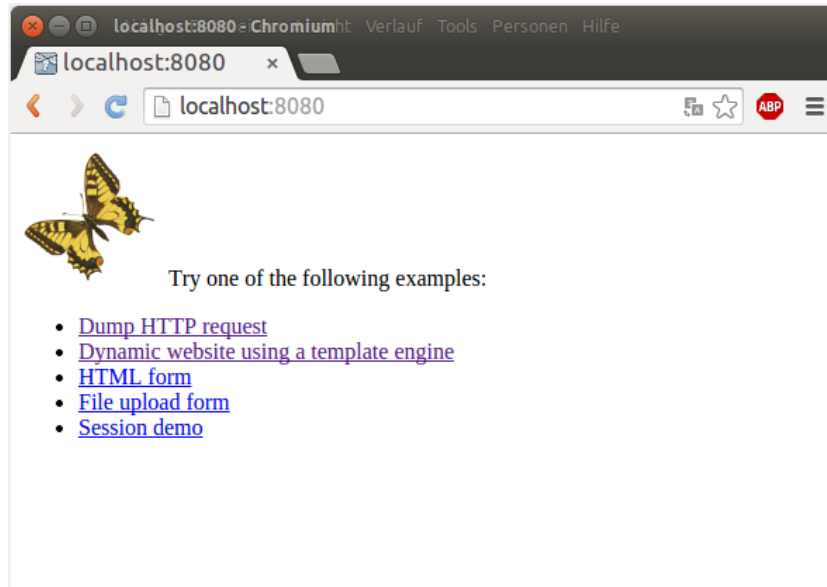 localhost:8080 - Chromium
Verlauf Tools Personen Hilfe
localhost:8080
localhost:8080
ABP
Try one of the following examples:
Dump HTTP request
Dynamic website using a template engine
HTML form
File upload form
Session demo